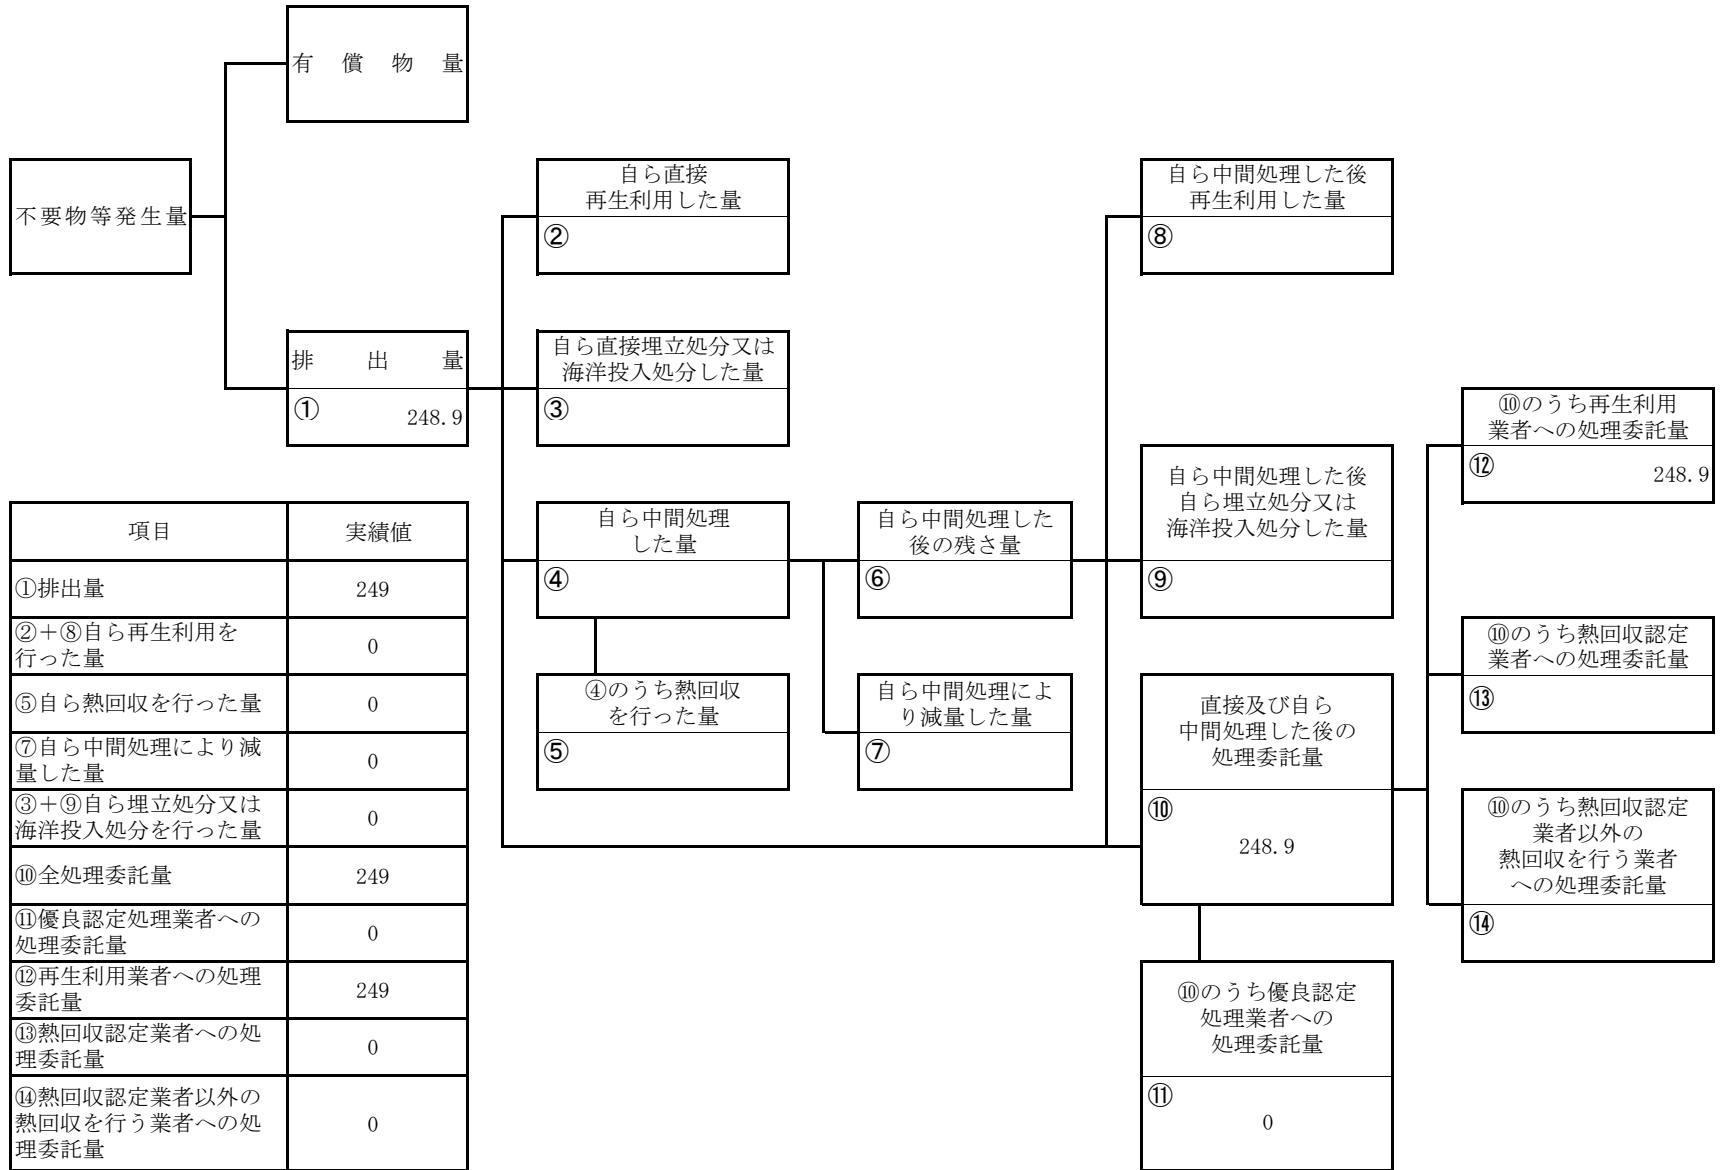 有償物量
不要物等発生量
排出量
①
248.9
自ら直接
再生利用した量
②
自ら直接埋立処分又は
海洋投入処分した量
③
自ら中間処理
した量
④
④のうち熱回収
を行った量
⑤
自ら中間処理した
後の残さ量
⑥
自ら中間処理によ
り減量した量
⑦
自ら中間処理した後
再生利用した量
⑧
自ら中間処理した後
自ら埋立処分又は
海洋投入処分した量
⑨
直接及び自ら
中間処理した後の
処理委託量
⑩
248.9
⑩のうち優良認定
処理業者への
処理委託量
⑪
0
⑩のうち再生利用
業者への処理委託量
⑫
248.9
⑩のうち熱回収認定
業者への処理委託量
⑬
⑩のうち熱回収認定
業者以外の
熱回収を行う業者
への処理委託量
⑭
項目 実績値
①排出量 249
②＋⑧自ら再生利用を
行った量 0
⑤自ら熱回収を行った量 0
⑦自ら中間処理により減
量した量 0
③＋⑨自ら埋立処分又は
海洋投入処分を行った量 0
⑩全処理委託量 249
⑪優良認定処理業者への
処理委託量 0
⑫再生利用業者への処理
委託量 249
⑬熱回収認定業者への処
理委託量 0
⑭熱回収認定業者以外の
熱回収を行う業者への処
理委託量 0